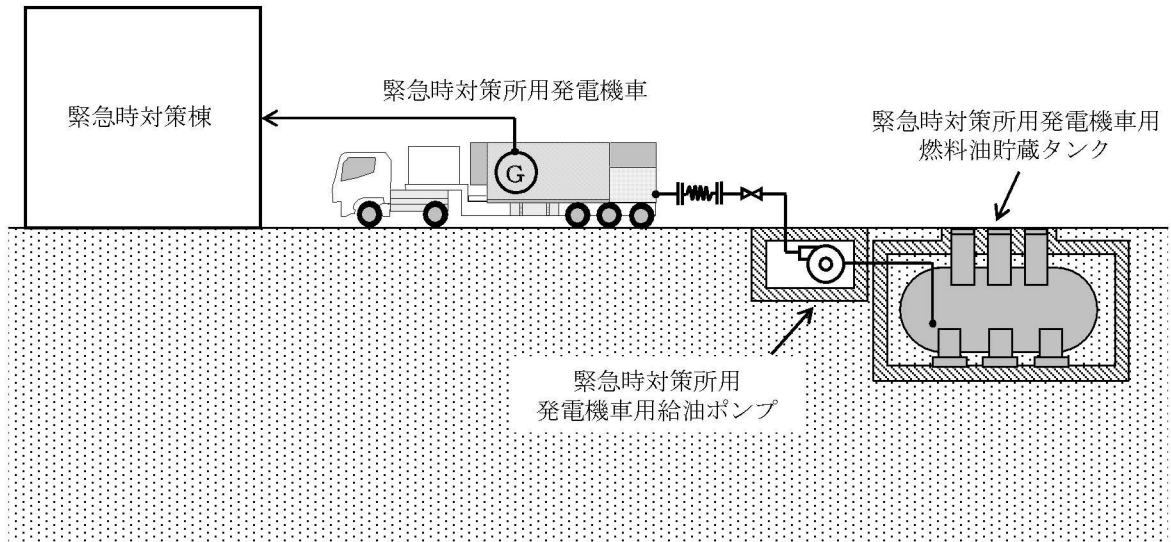 緊急時対策棟
緊急時対策所用発電機車
G
緊急時対策所用発電機車用
燃料油貯蔵タンク
緊急時対策所用
発電機車用給油ポンプ